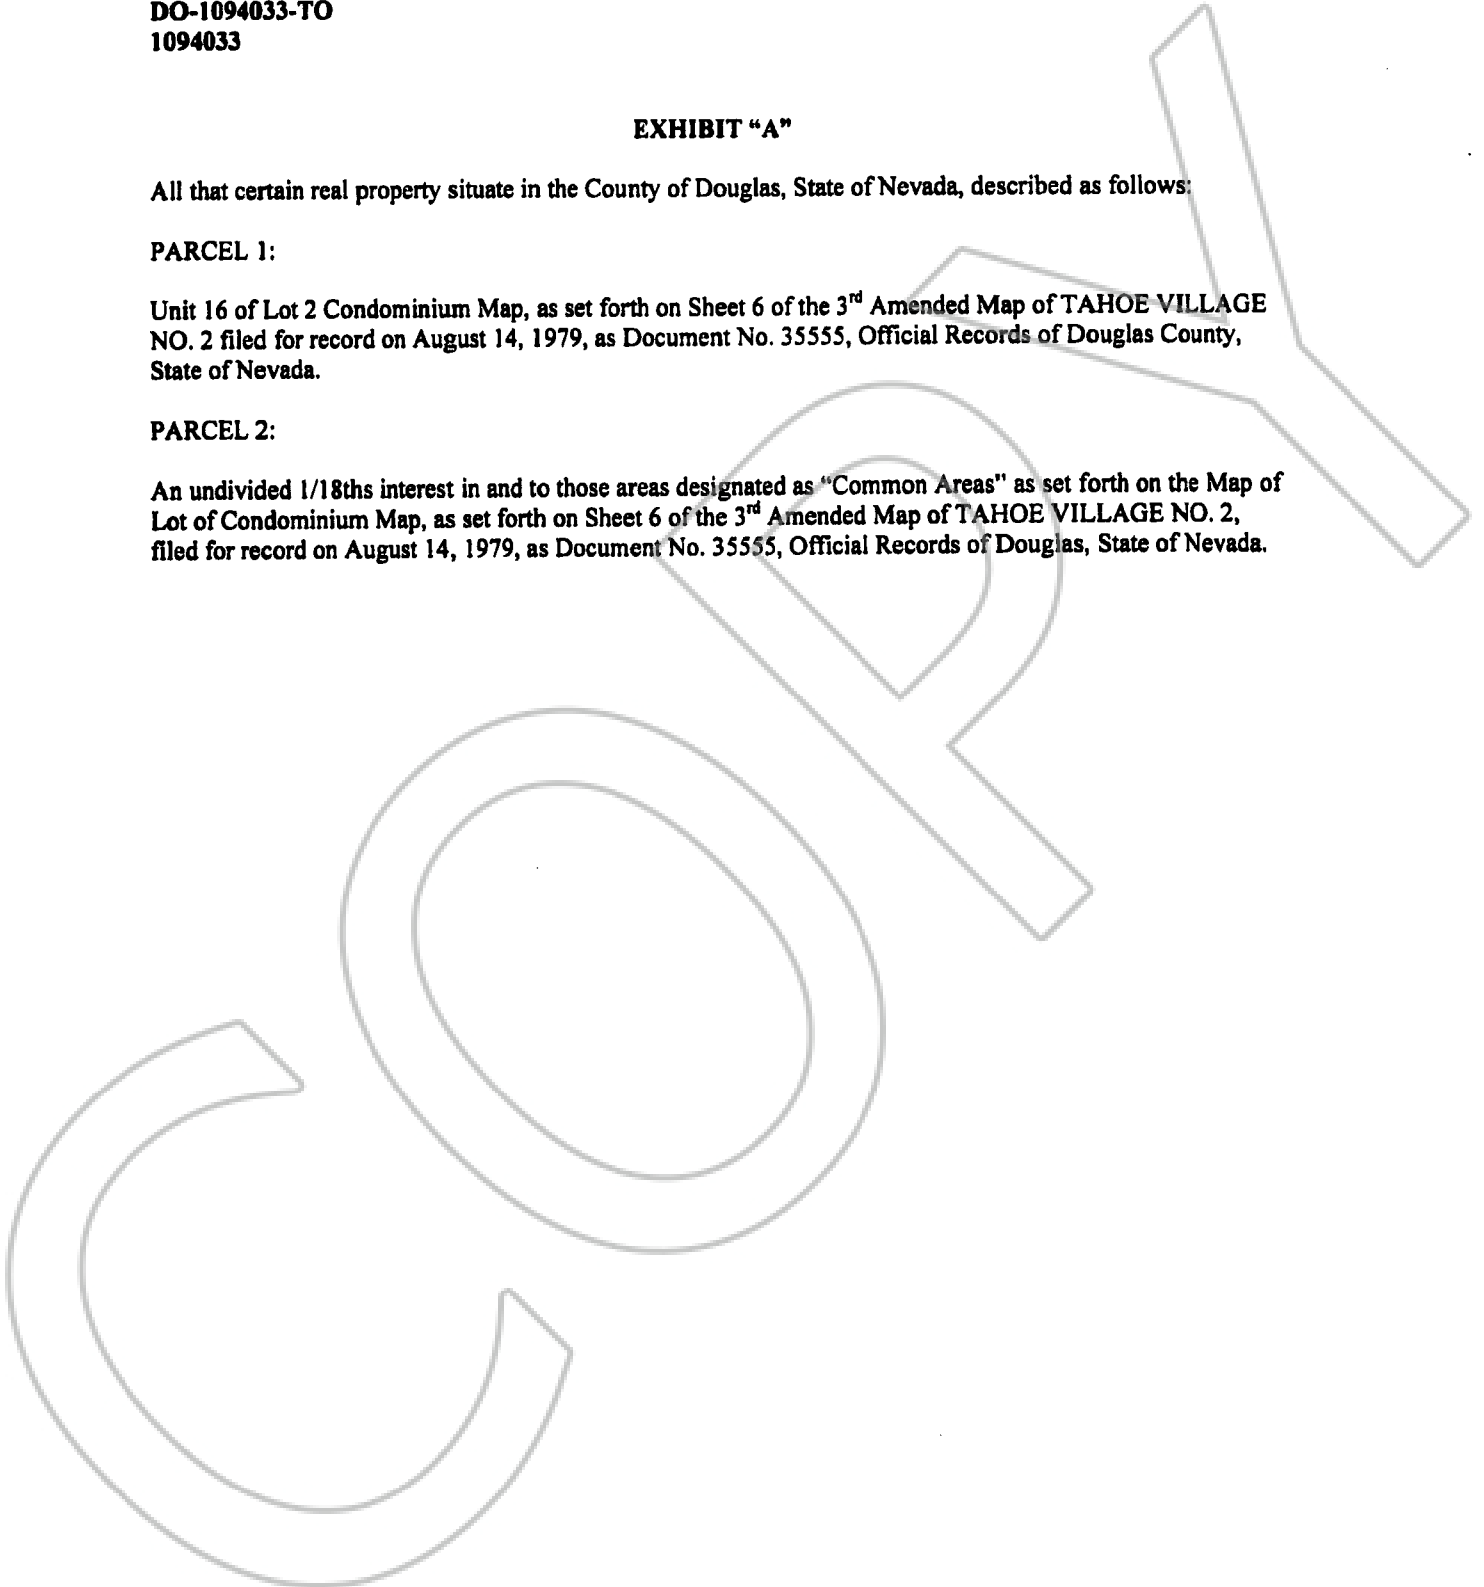 DO-1094033-TO
1094033
EXHIBIT “A”
All that certain real property situate in the County of Douglas, State of Nevada, described as follows:
PARCEL 1:
Unit 16 of Lot 2 Condominium Map, as set forth on Sheet 6 of the 3rd Amended Map of TAHOE VILLAGE
NO. 2 filed for record on August 14, 1979, as Document No. 35555, Official Records of Douglas County,
State of Nevada.
PARCEL 2:
An undivided 1/18ths interest in and to those areas designated as “Common Areas” as set forth on the Map of
Lot of Condominium Map, as set forth on Sheet 6 of the 3rd Amended Map of TAHOE VILLAGE NO. 2,
filed for record on August 14, 1979, as Document No. 35555, Official Records of Douglas, State of Nevada.
COPY